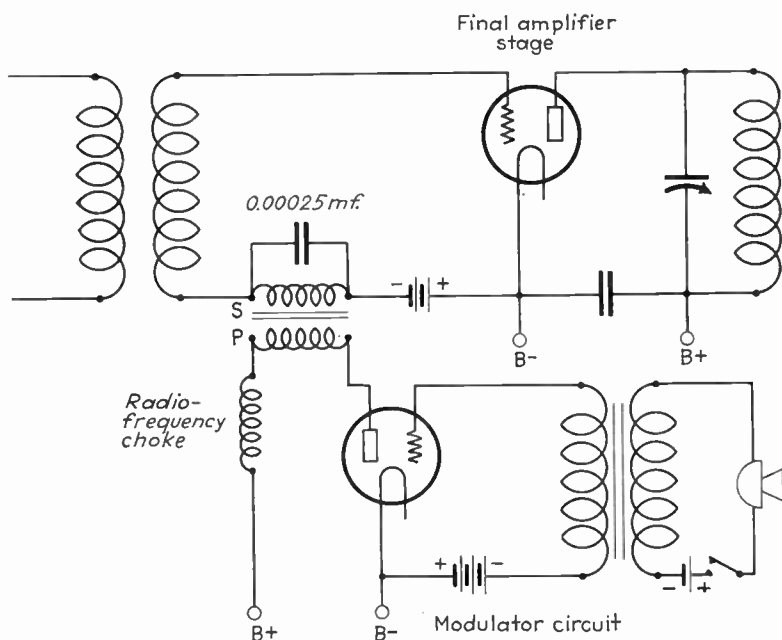 Final amplifier
stage
0.00025 mf.
- +
S
P
B-
B+
Radio-
frequency
choke
+ -
- +
B+
B-
Modulator circuit